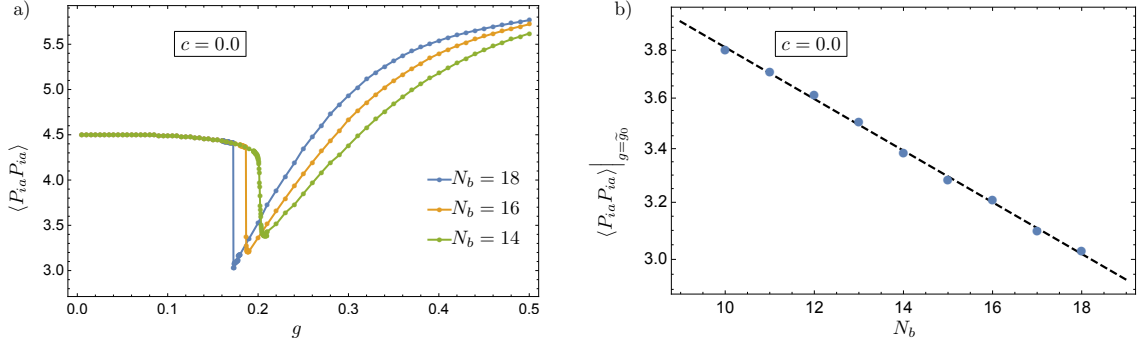 a)
c = 0.0
5.5
5.0
4.5
4.0
3.5
3.0
⟨P_{ia}P_{ia}⟩
N_b = 18
N_b = 16
N_b = 14
0.0 0.1 0.2 0.3 0.4 0.5
g
b)
c = 0.0
3.8
3.6
3.4
3.2
3.0
⟨P_{ia}P_{ia}⟩|_{g=\tilde{g}_0}
10 12 14 16 18
N_b